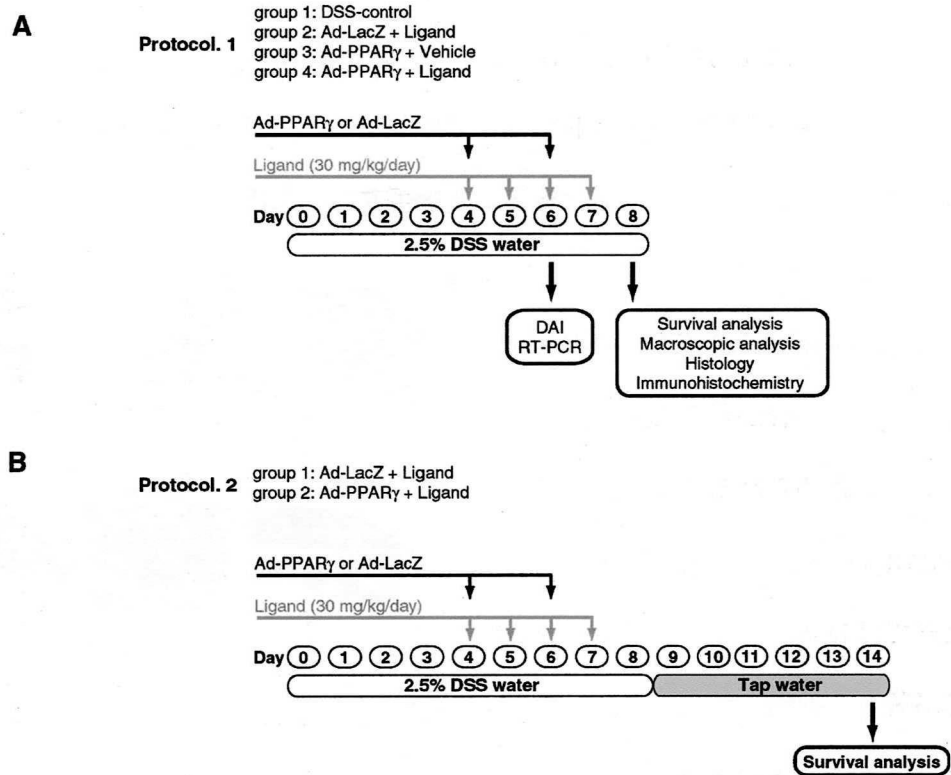 A
Protocol. 1
group 1: DSS-control
group 2: Ad-LacZ + Ligand
group 3: Ad-PPARγ + Vehicle
group 4: Ad-PPARγ + Ligand
Ad-PPARγ or Ad-LacZ
Ligand (30 mg/kg/day)
Day 0 1 2 3 4 5 6 7 8
2.5% DSS water
DAI
RT-PCR
Survival analysis
Macroscopic analysis
Histology
Immunohistochemistry
B
Protocol. 2
group 1: Ad-LacZ + Ligand
group 2: Ad-PPARγ + Ligand
Ad-PPARγ or Ad-LacZ
Ligand (30 mg/kg/day)
Day 0 1 2 3 4 5 6 7 8 9 10 11 12 13 14
2.5% DSS water Tap water
Survival analysis